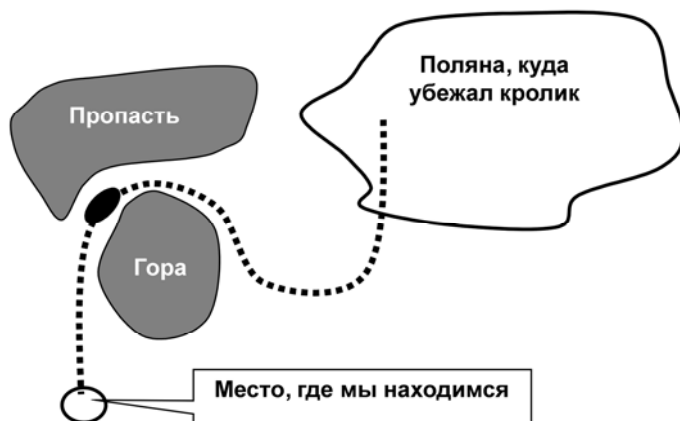 Поляна, куда
убежал кролик
Пропасть
Гора
Место, где мы находимся